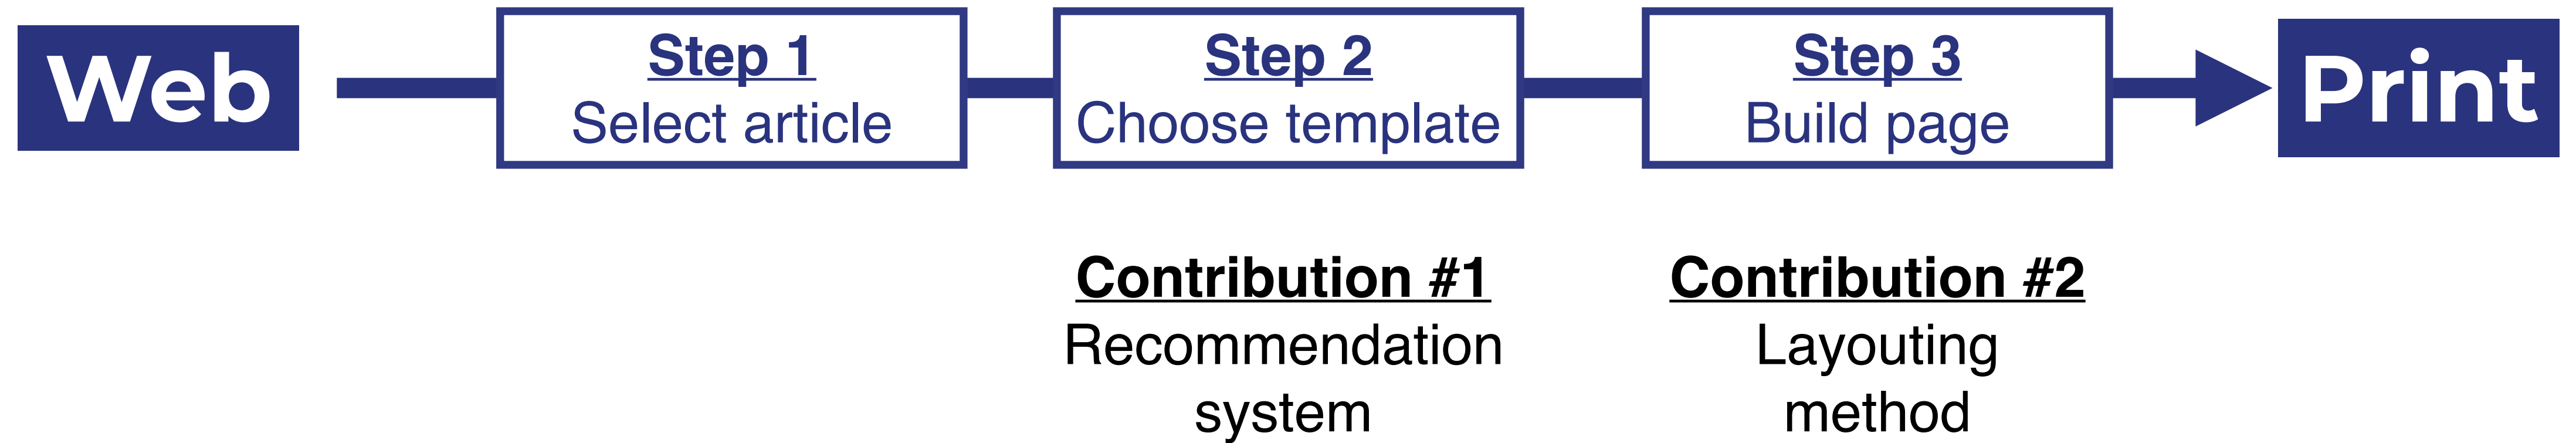 Web
Step 1
Select article
Step 2
Choose template
Step 3
Build page
Print
Contribution #1
Recommendation
system
Contribution #2
Layouting
method